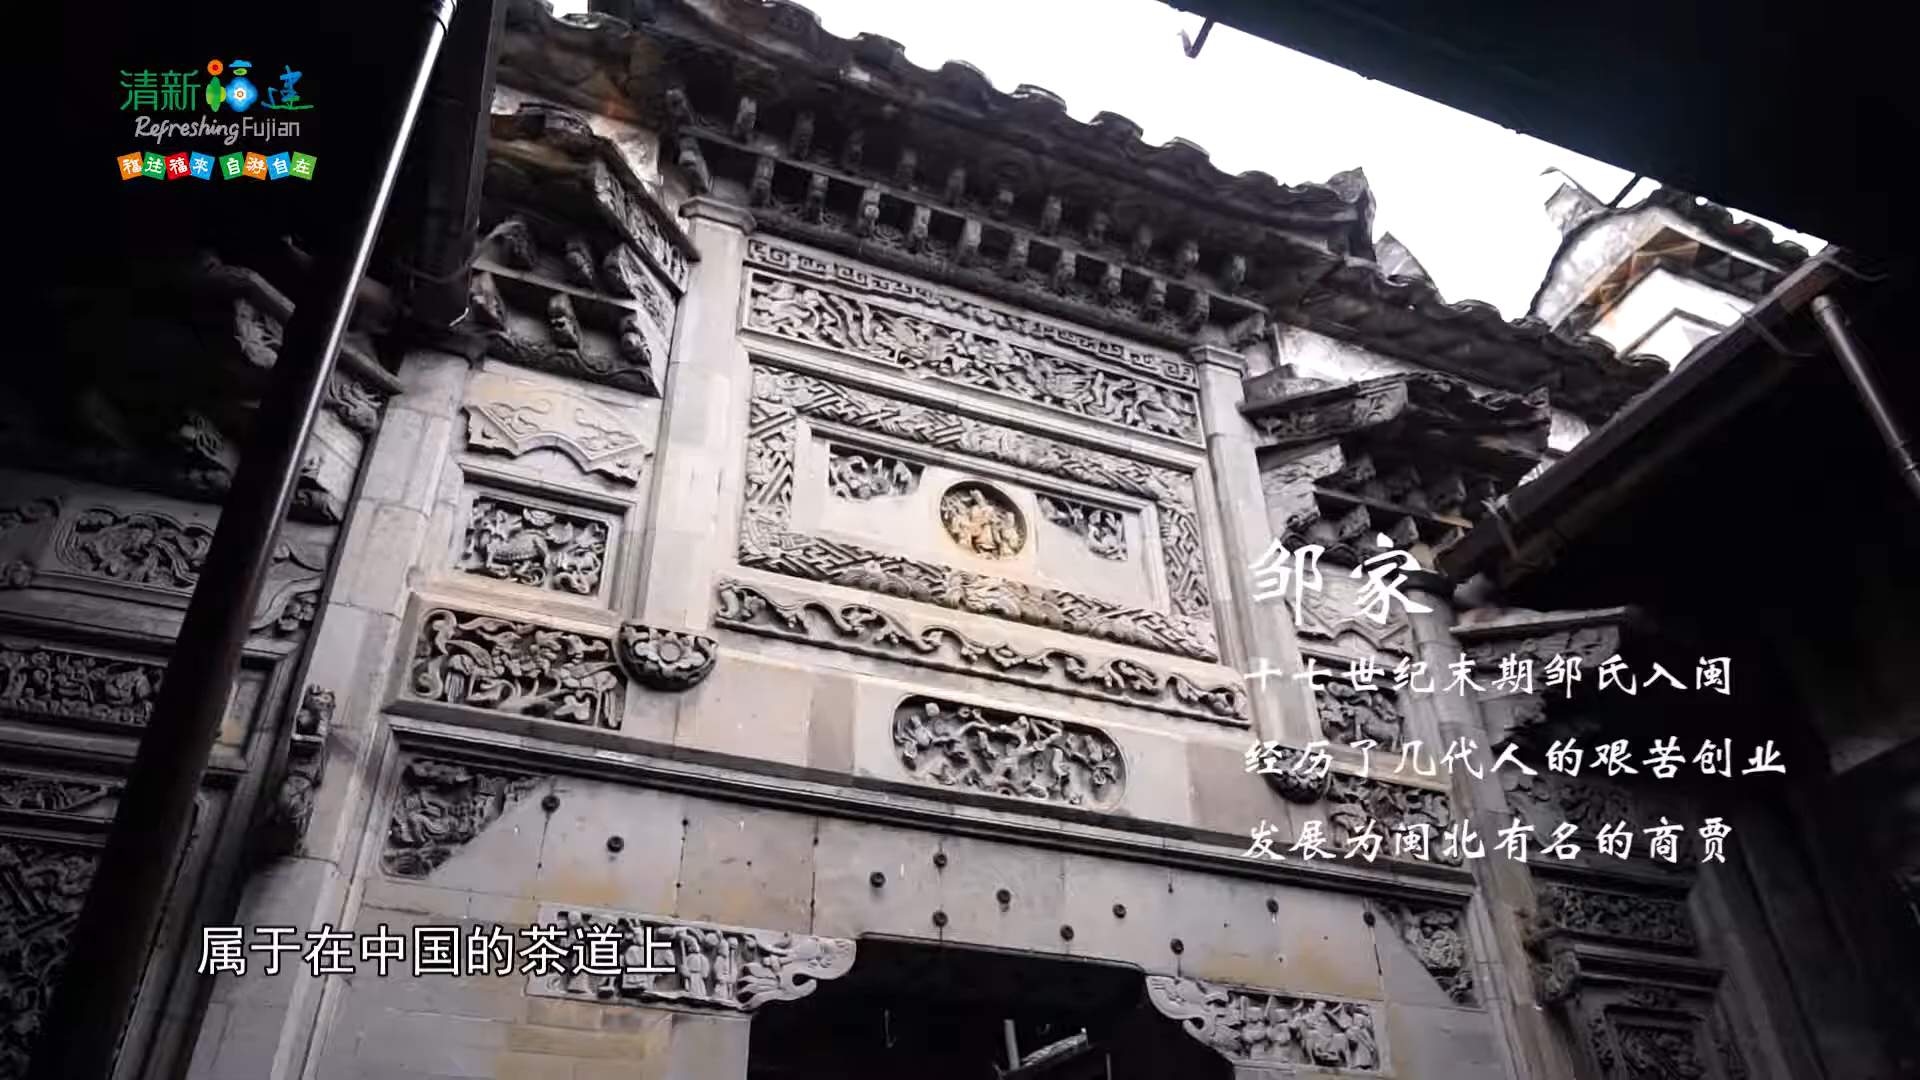 清新福建
Refreshing Fujian
福往福来 自游自在
邹家
十七世纪末期邹氏入闽
经历了几代人的艰苦创业
发展为闽北有名的商贾
属于在中国的茶道上